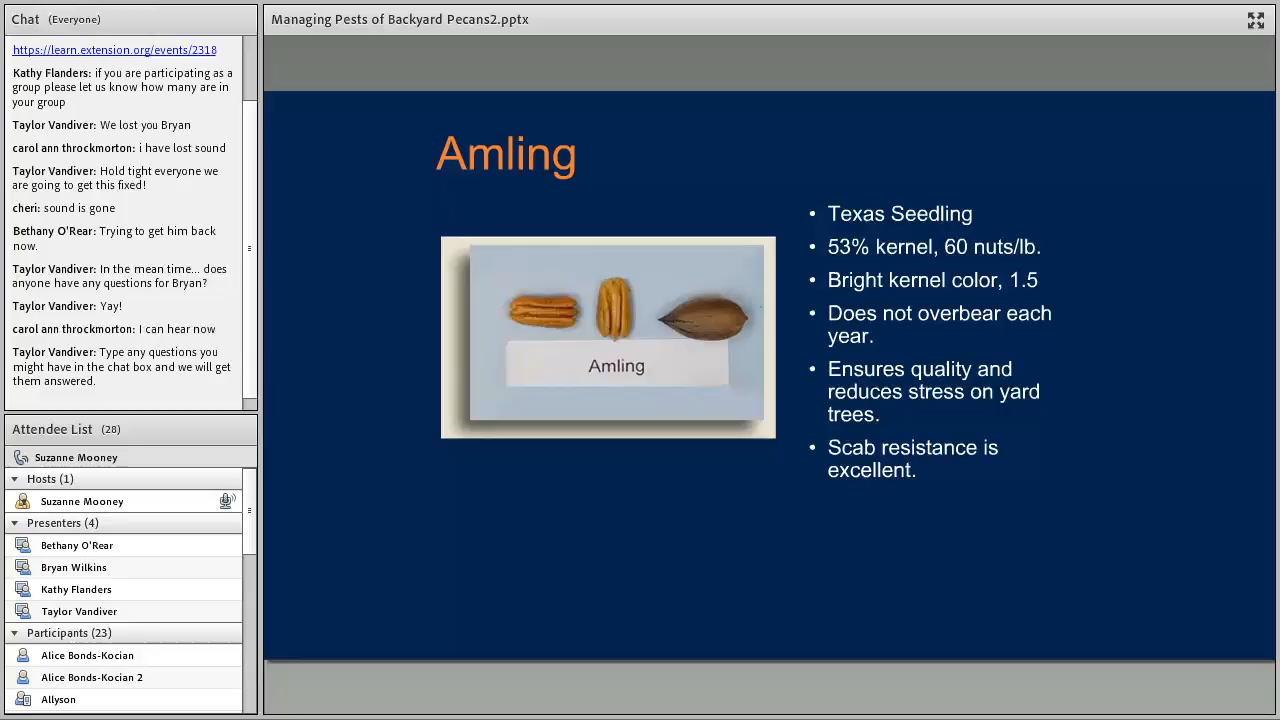 Chat (Everyone)
https://learn.extension.org/events/2318
Kathy Flanders: if you are participating as a
group please let us know how many are in
your group
Taylor Vandiver: We lost you Bryan
carol ann throckmorton: i have lost sound
Taylor Vandiver: Hold tight everyone we
are going to get this fixed!
cheri: sound is gone
Bethany O'Rear: Trying to get him back
now.
Taylor Vandiver: In the mean time... does
anyone have any questions for Bryan?
Taylor Vandiver: Yay!
carol ann throckmorton: I can hear now
Taylor Vandiver: Type any questions you
might have in the chat box and we will get
them answered.
Attendee List (28)
Suzanne Mooney
Hosts (1)
Suzanne Mooney
Presenters (4)
Bethany O'Rear
Bryan Wilkins
Kathy Flanders
Taylor Vandiver
Participants (23)
Alice Bonds-Kocian
Alice Bonds-Kocian 2
Allyson
Managing Pests of Backyard Pecans2.pptx
Amling
Amling
• Texas Seedling
• 53% kernel, 60 nuts/lb.
• Bright kernel color, 1.5
• Does not overbear each
year.
• Ensures quality and
reduces stress on yard
trees.
• Scab resistance is
excellent.